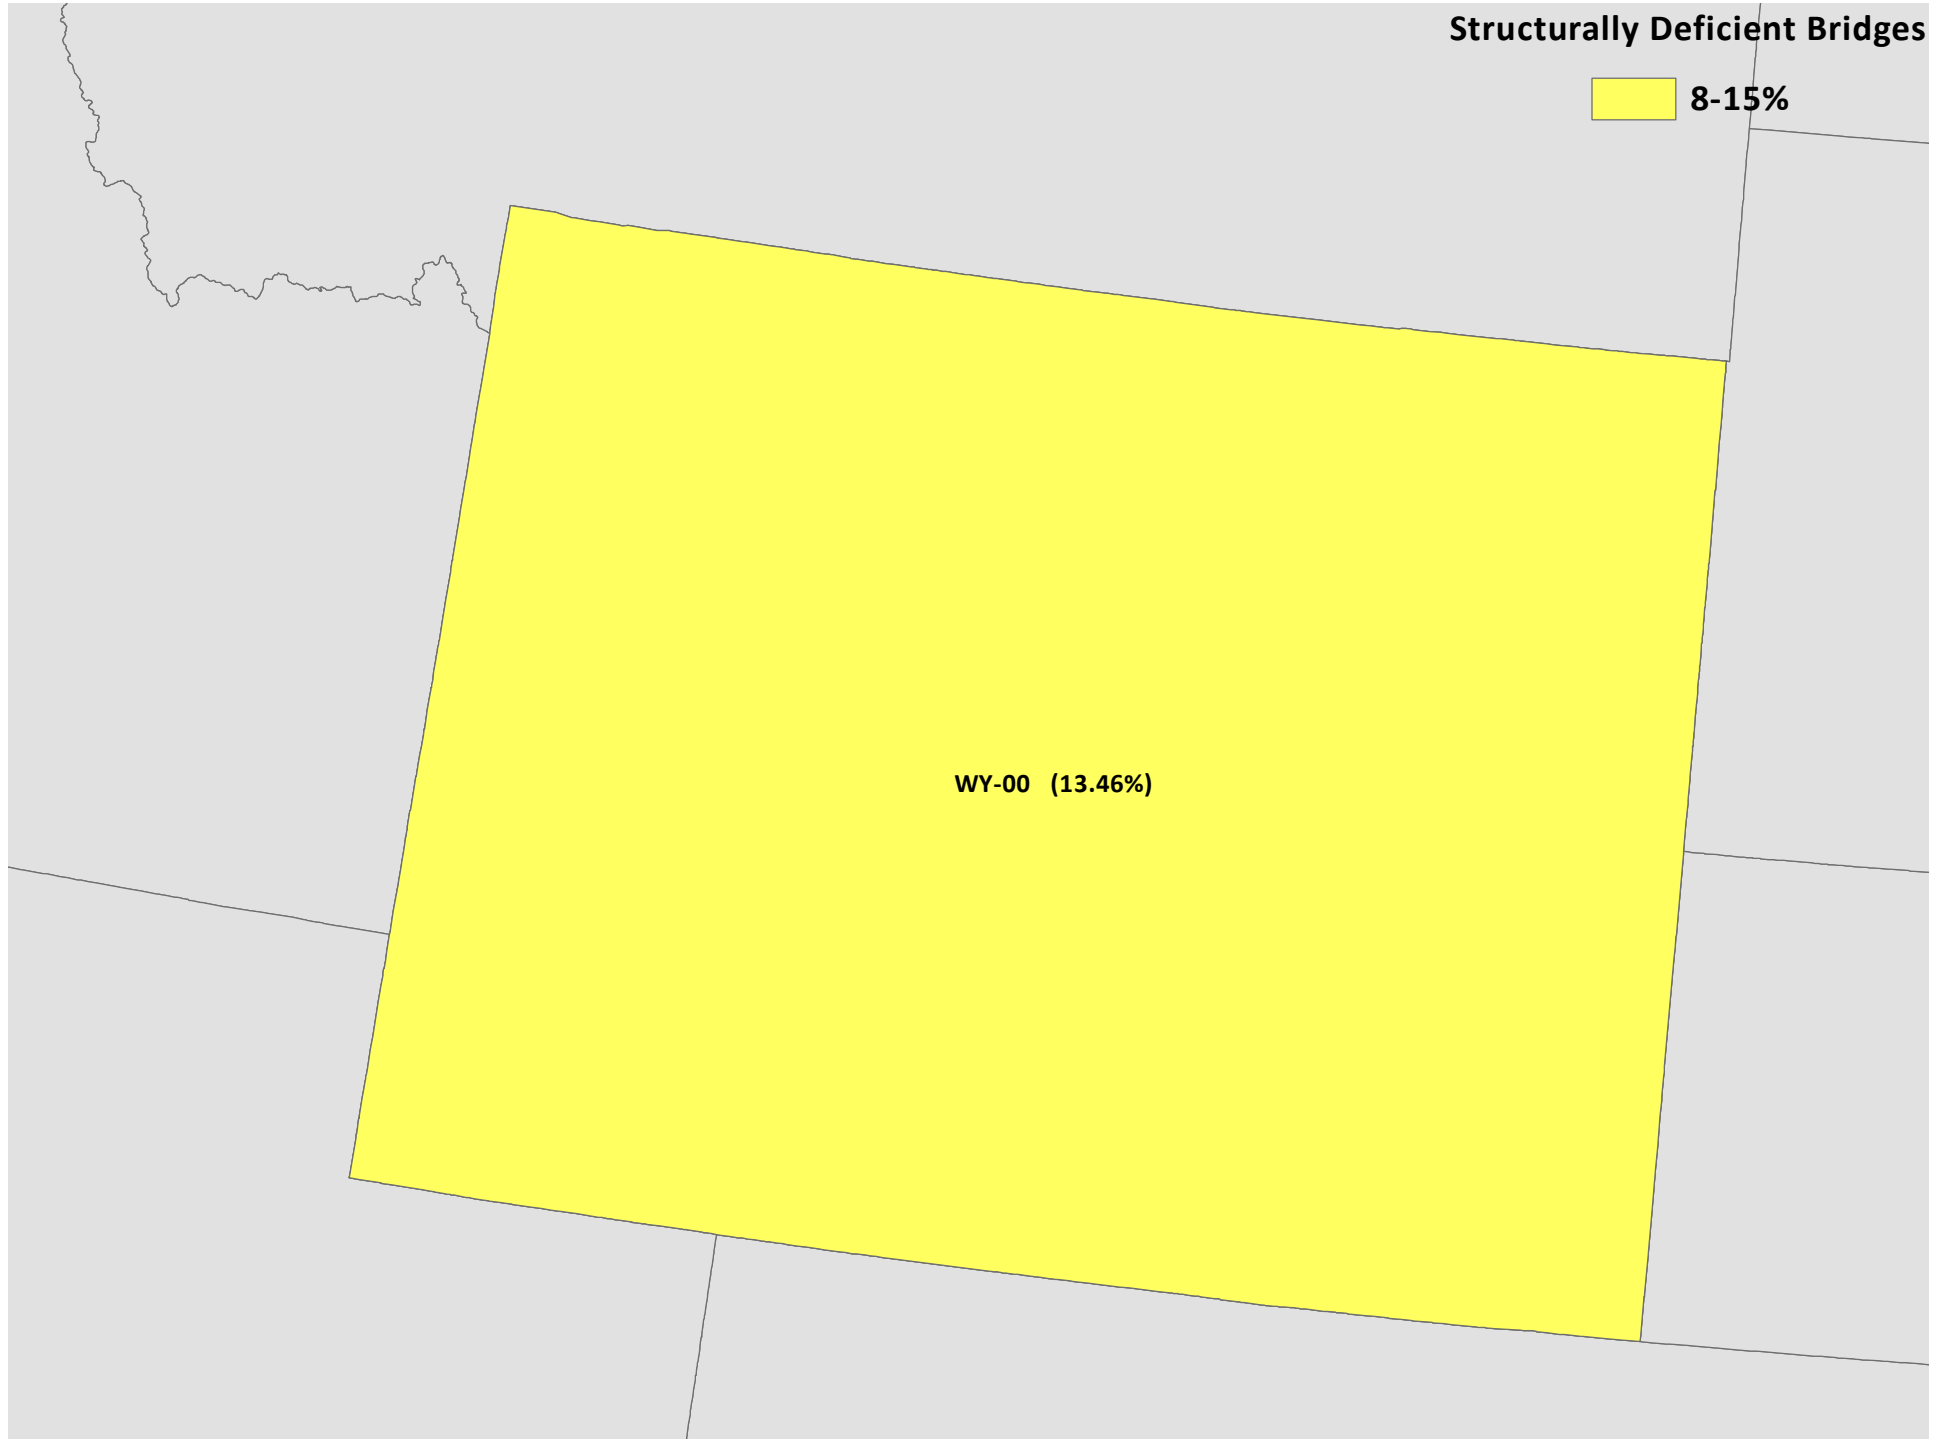 Structurally Deficient Bridges
8-15%
WY-00 (13.46%)